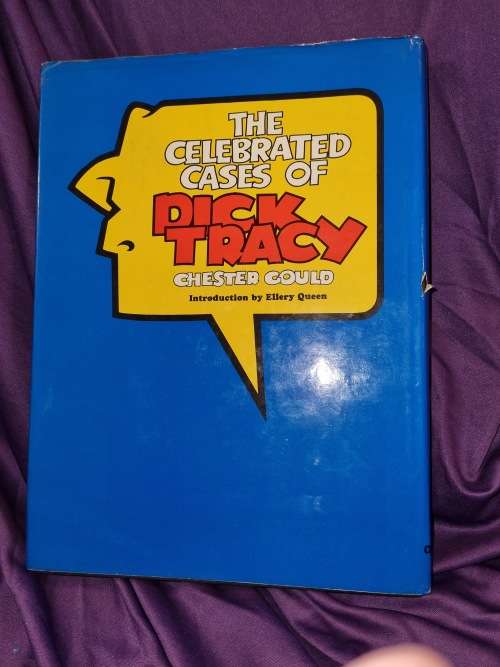 THE
CELEBRATED
CASES OF
DICK
TRACY
CHESTER GOULD
Introduction by Ellery Queen